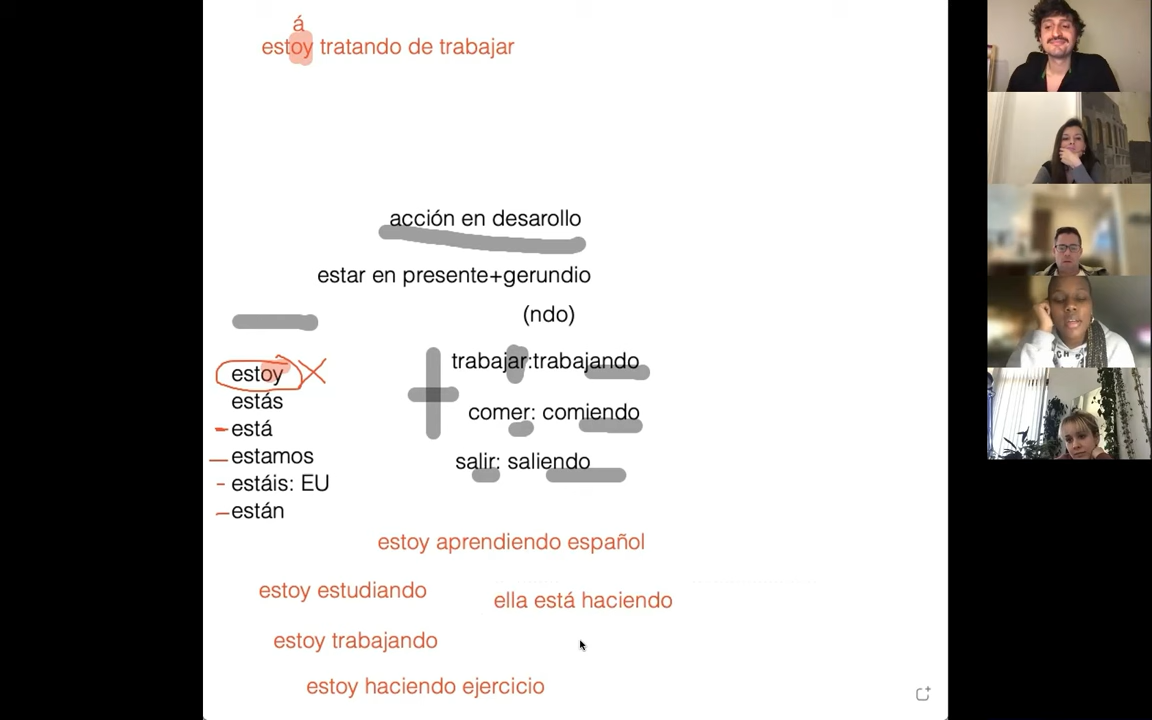 á
estoy tratando de trabajar
acción en desarollo
estar en presente+gerundio
(ndo)
trabajar:trabajando
comer: comiendo
salir: saliendo
estoy
estás
está
estamos
estáis: EU
están
estoy aprendiendo español
estoy estudiando
ella está haciendo
estoy trabajando
estoy haciendo ejercicio